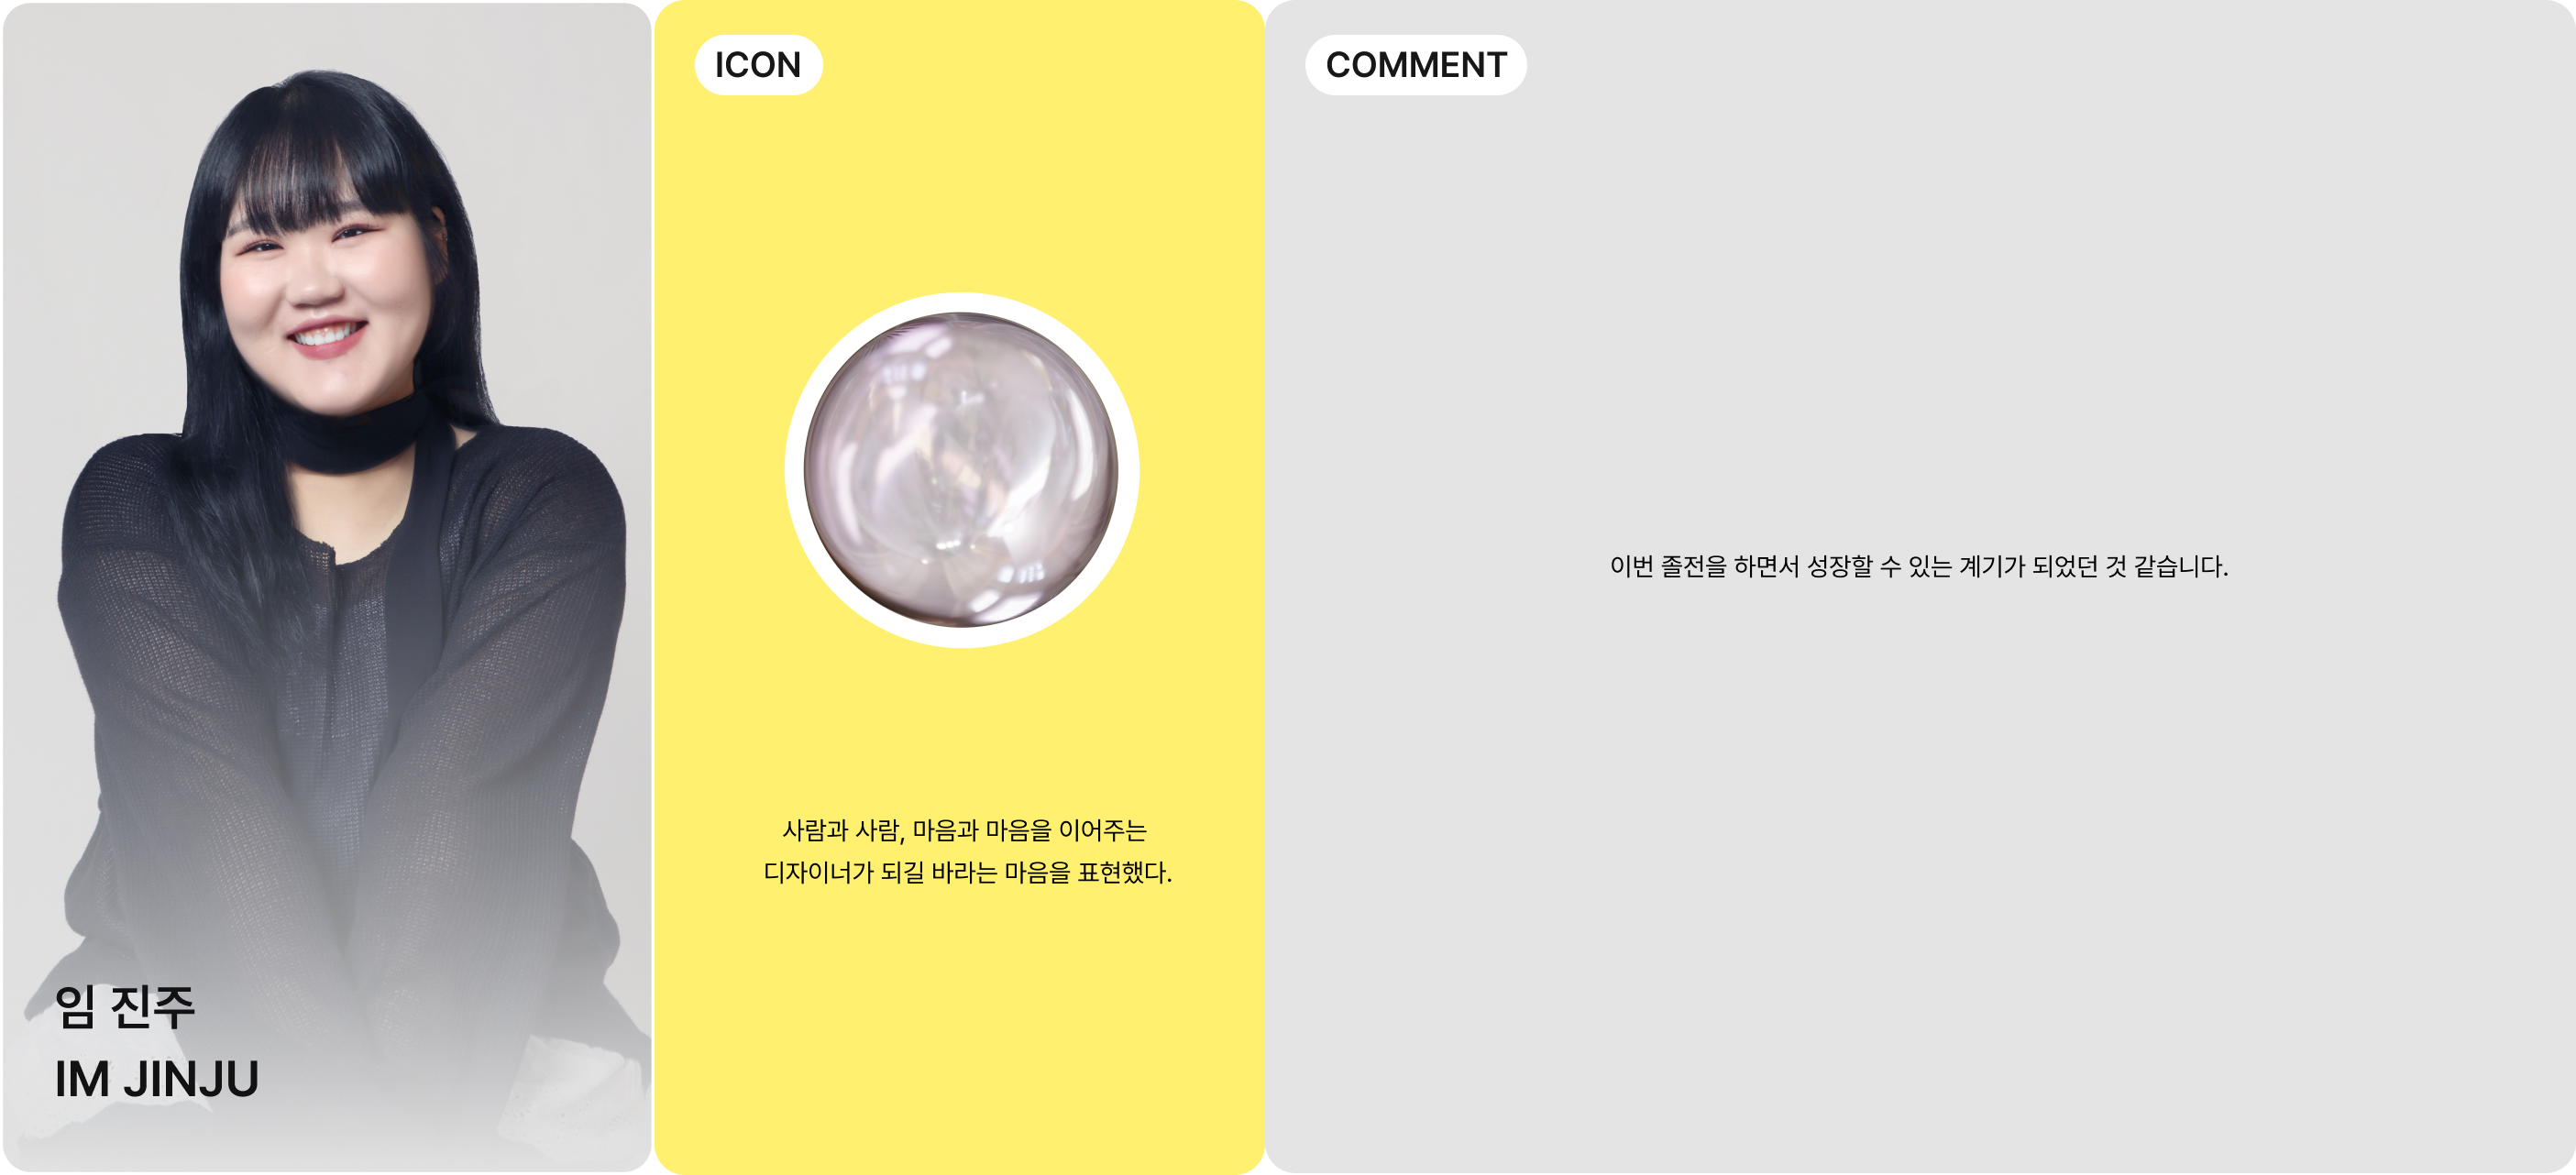 임 진주
IM JINJU
ICON
사람과 사람, 마음과 마음을 이어주는
디자이너가 되길 바라는 마음을 표현했다.
COMMENT
이번 졸전을 하면서 성장할 수 있는 계기가 되었던 것 같습니다.